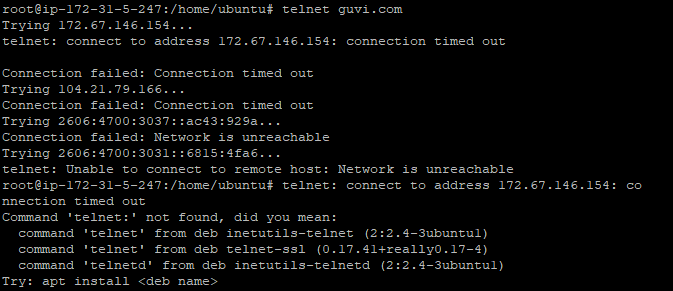 root@ip-172-31-5-247:/home/ubuntu# telnet guvi.com
Trying 172.67.146.154...
telnet: connect to address 172.67.146.154: connection timed out
Connection failed: Connection timed out
Trying 104.21.79.166...
Connection failed: Connection timed out
Trying 2606:4700:3037::ac43:929a...
Connection failed: Network is unreachable
Trying 2606:4700:3031::6815:4fa6...
telnet: Unable to connect to remote host: Network is unreachable
root@ip-172-31-5-247:/home/ubuntu# telnet: connect to address 172.67.146.154: co
nnection timed out
Command 'telnet:' not found, did you mean:
  command 'telnet' from deb inetutils-telnet (2:2.4-3ubuntu1)
  command 'telnet' from deb telnet-ssl (0.17.41+really0.17-4)
  command 'telnetd' from deb inetutils-telnetd (2:2.4-3ubuntu1)
Try: apt install <deb name>